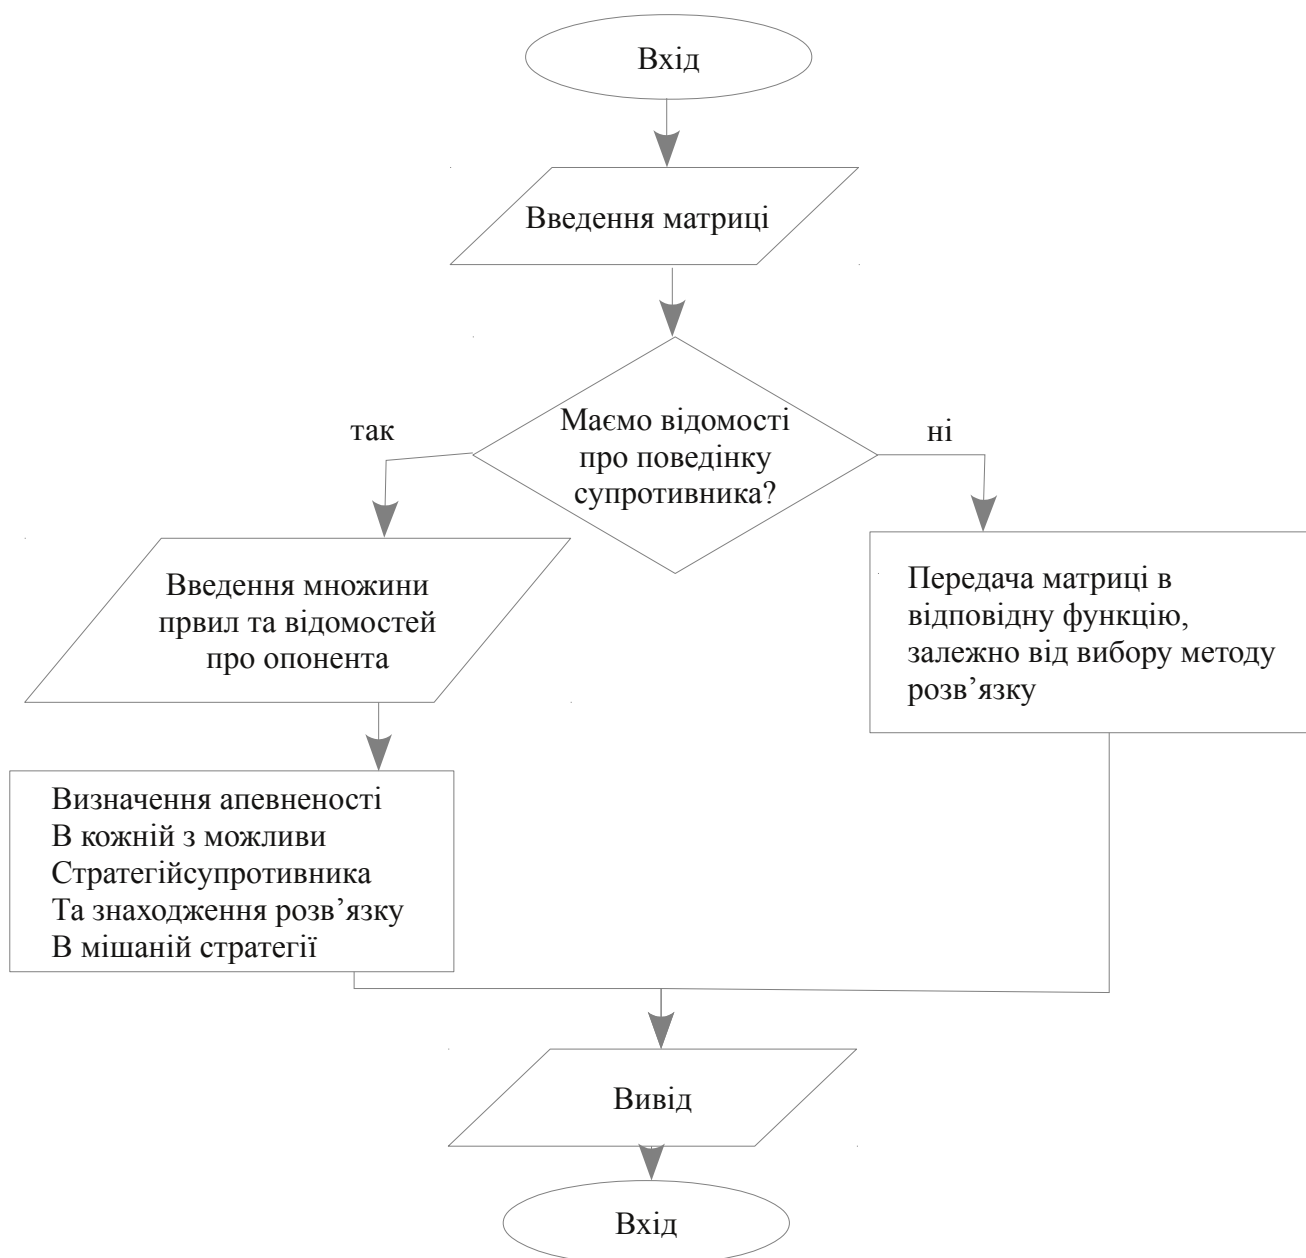 Вхід
Введення матриці
Маємо відомості
про поведінку
супротивника?
так
ні
Введення множини
првил та відомостей
про опонента
Передача матриці в
відповідну функцію,
залежно від вибору методу
розв’язку
Визначення апевненості
В кожній з можливи
Стратегійсупротивника
Та знаходження розв’язку
В мішаній стратегії
Вивід
Вхід